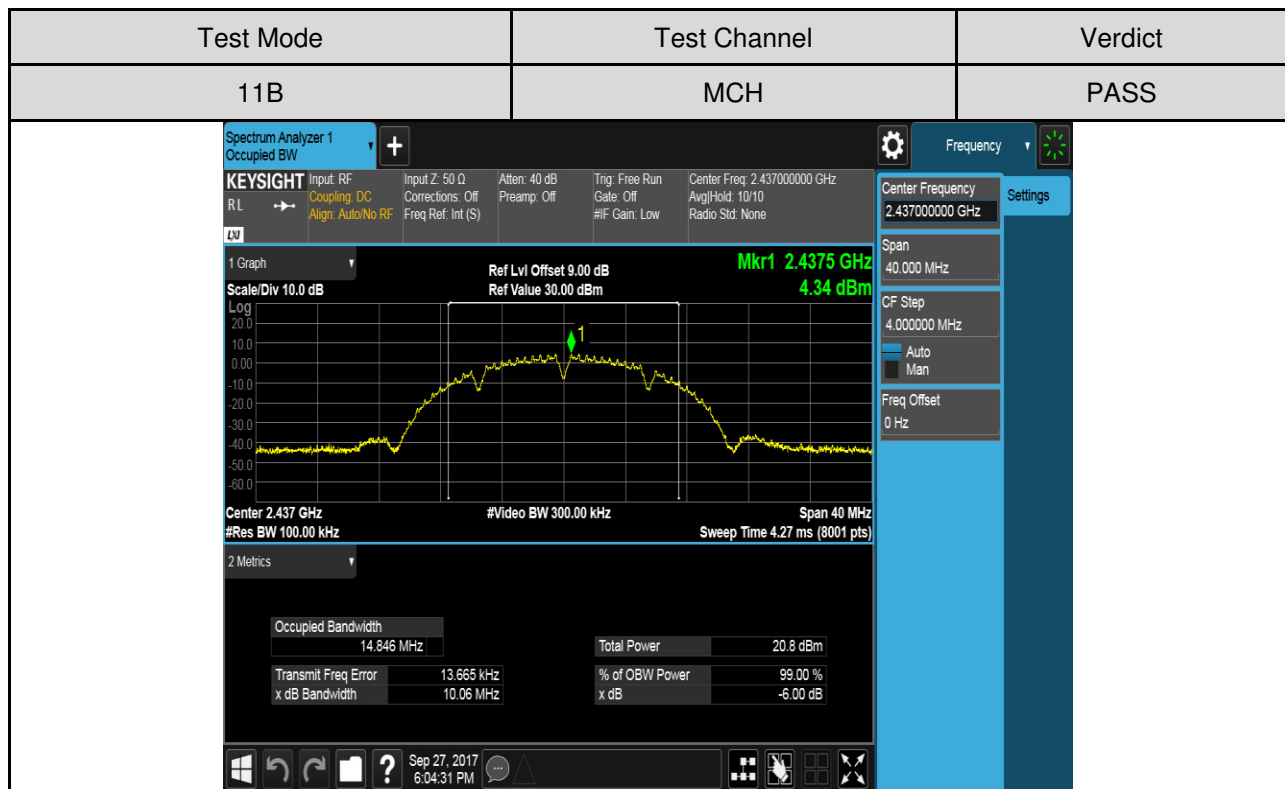 Test Mode Test Channel Verdict
11B MCH PASS
Spectrum Analyzer 1
Occupied BW
+
Frequency
KEYSIGHT Input: RF Input Z: 50 Ω Atten: 40 dB Trig: Free Run Center Freq: 2.437000000 GHz
RL Coupling: DC Corrections: Off Preamp: Off Gate: Off Avg|Hold: 10/10
Align: Auto/No RF Freq Ref: Int (S) #IF Gain: Low Radio Std: None
LXI
Center Frequency
2.437000000 GHz
Settings
Span
40.000 MHz
CF Step
4.000000 MHz
Auto
Man
Freq Offset
0 Hz
1 Graph Ref Lvl Offset 9.00 dB Mkr1 2.4375 GHz
Scale/Div 10.0 dB Ref Value 30.00 dBm 4.34 dBm
Log
20.0
10.0
0.00
-10.0
-20.0
-30.0
-40.0
-50.0
-60.0
1
Center 2.437 GHz #Video BW 300.00 kHz Span 40 MHz
#Res BW 100.00 kHz Sweep Time 4.27 ms (8001 pts)
2 Metrics
Occupied Bandwidth
14.846 MHz Total Power 20.8 dBm
Transmit Freq Error 13.665 kHz % of OBW Power 99.00 %
x dB Bandwidth 10.06 MHz x dB -6.00 dB
? Sep 27, 2017
6:04:31 PM